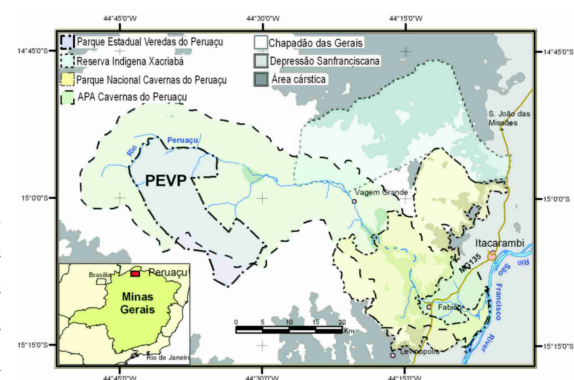 44°45'0"S 44°30'0"S 44°15'0"S
14°45'0"S 14°45'0"S
Parque Estadual Veredas do Peruaçu
Reserva Indigena Xacriabá
Parque Nacional Cavernas do Peruaçu
APA Cavernas do Peruaçu
Chapadão das Gerais
Depressão Sanfranciscana
Área cárstica
S. João das
Missões
Rio Peruaçu
PEVP
15°0'0"S 15°0'0"S
Vagem Grande
Itacarambi
MG135
Rio São Francisco River
Fabião
Levinopolis
Brasília
Peruaçu
Minas
Gerais
Rio de Janeiro
0 5 10 15 20
Km
15°15'0"S 15°15'0"S
44°45'0"S 44°30'0"S 44°15'0"S